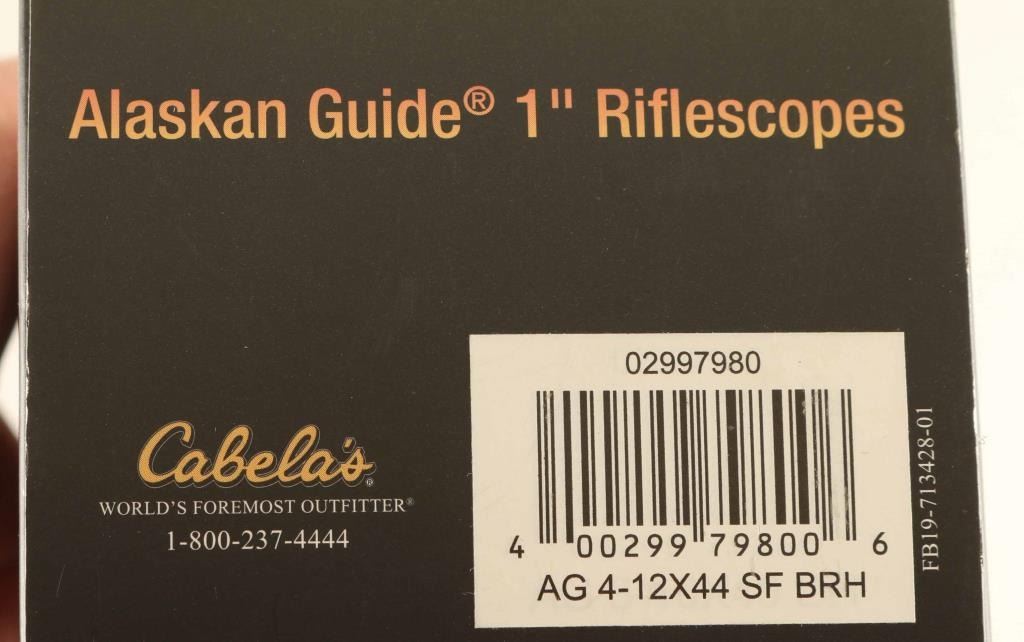 Alaskan Guide® 1" Riflescopes
Cabela's®
WORLD'S FOREMOST OUTFITTER®
1-800-237-4444
02997980
4 00299 79800 6
AG 4-12X44 SF BRH
FB19-713428-01